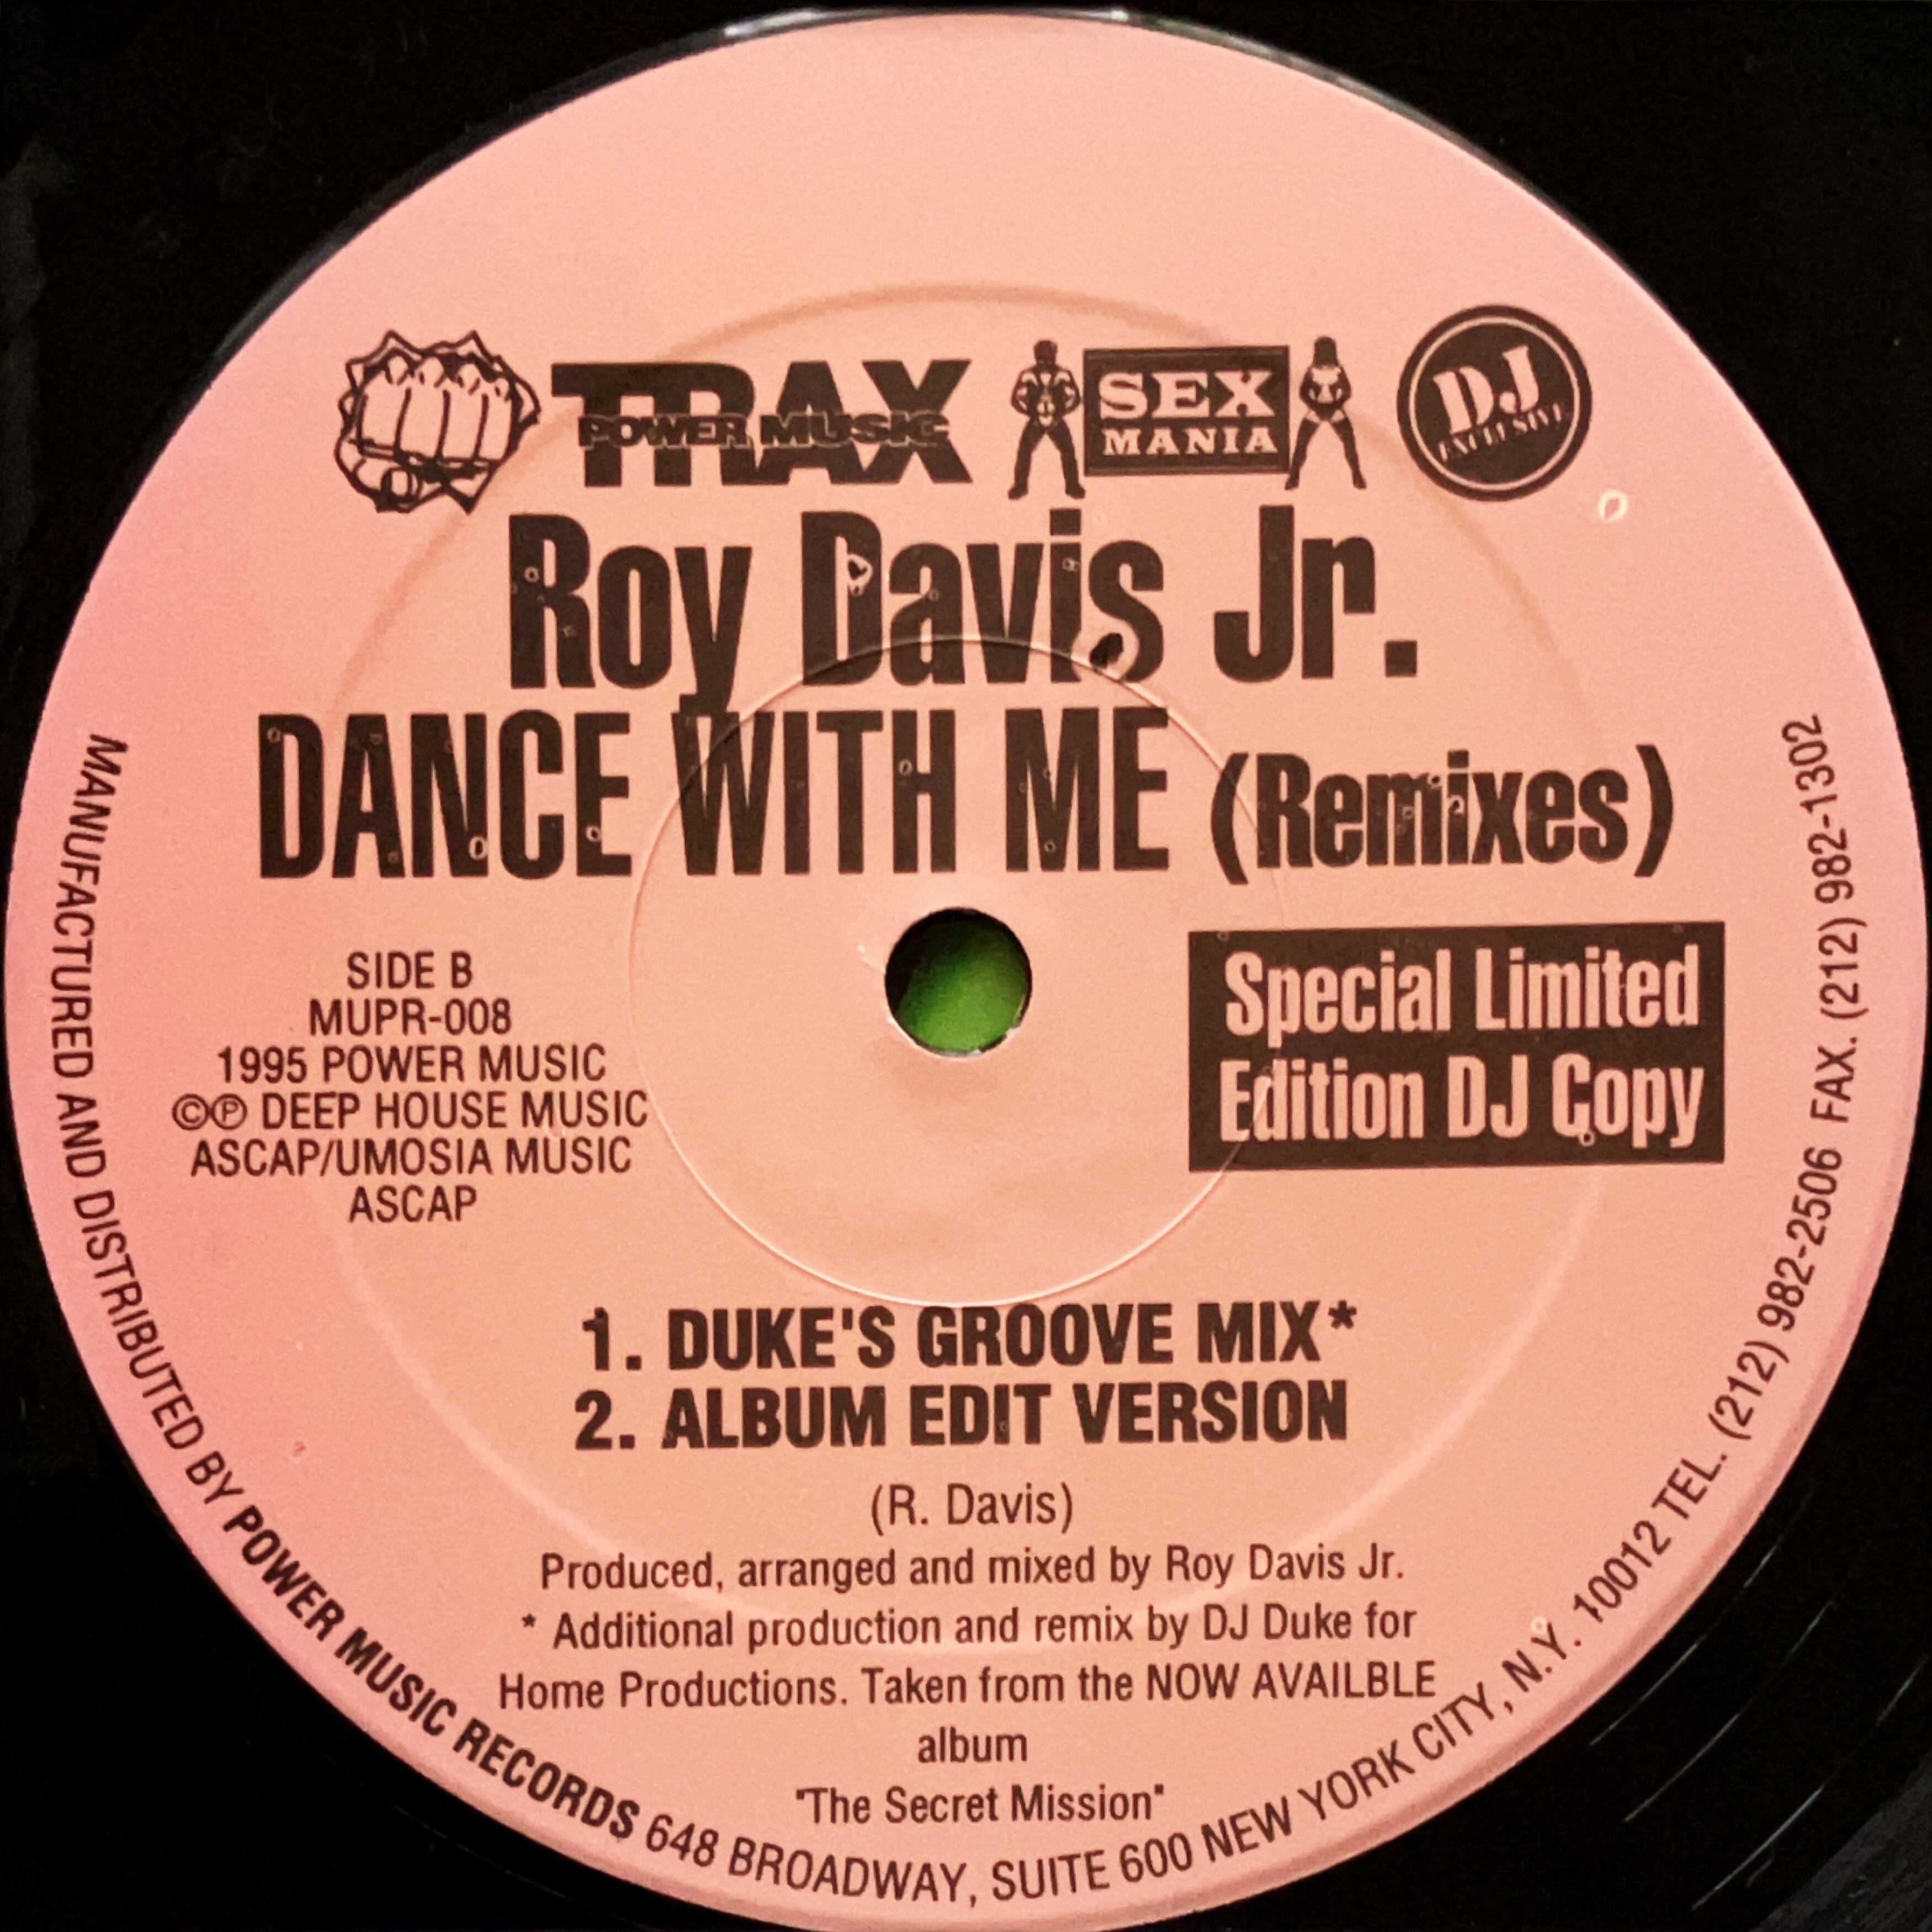 TRAX
POWER MUSIC
SEX
MANIA
DJ
EXCLUSIVE
Roy Davis Jr.
DANCE WITH ME (Remixes)
SIDE B
MUPR-008
1995 POWER MUSIC
©℗ DEEP HOUSE MUSIC
ASCAP/UMOSIA MUSIC
ASCAP
Special Limited
Edition DJ Copy
1. DUKE'S GROOVE MIX*
2. ALBUM EDIT VERSION
(R. Davis)
Produced, arranged and mixed by Roy Davis Jr.
* Additional production and remix by DJ Duke for
Home Productions. Taken from the NOW AVAILBLE
album
"The Secret Mission"
MANUFACTURED AND DISTRIBUTED BY POWER MUSIC RECORDS 648 BROADWAY, SUITE 600 NEW YORK CITY, N.Y. 10012 TEL. (212) 982-2506 FAX. (212) 982-1302